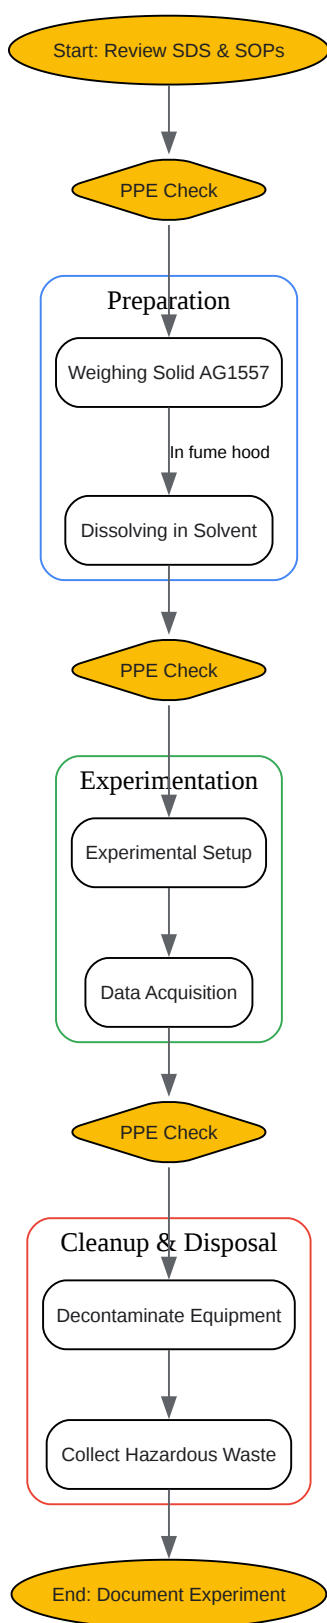 Start: Review SDS & SOPs
PPE Check
Preparation
Weighing Solid AG1557
In fume hood
Dissolving in Solvent
PPE Check
Experimentation
Experimental Setup
Data Acquisition
PPE Check
Cleanup & Disposal
Decontaminate Equipment
Collect Hazardous Waste
End: Document Experiment